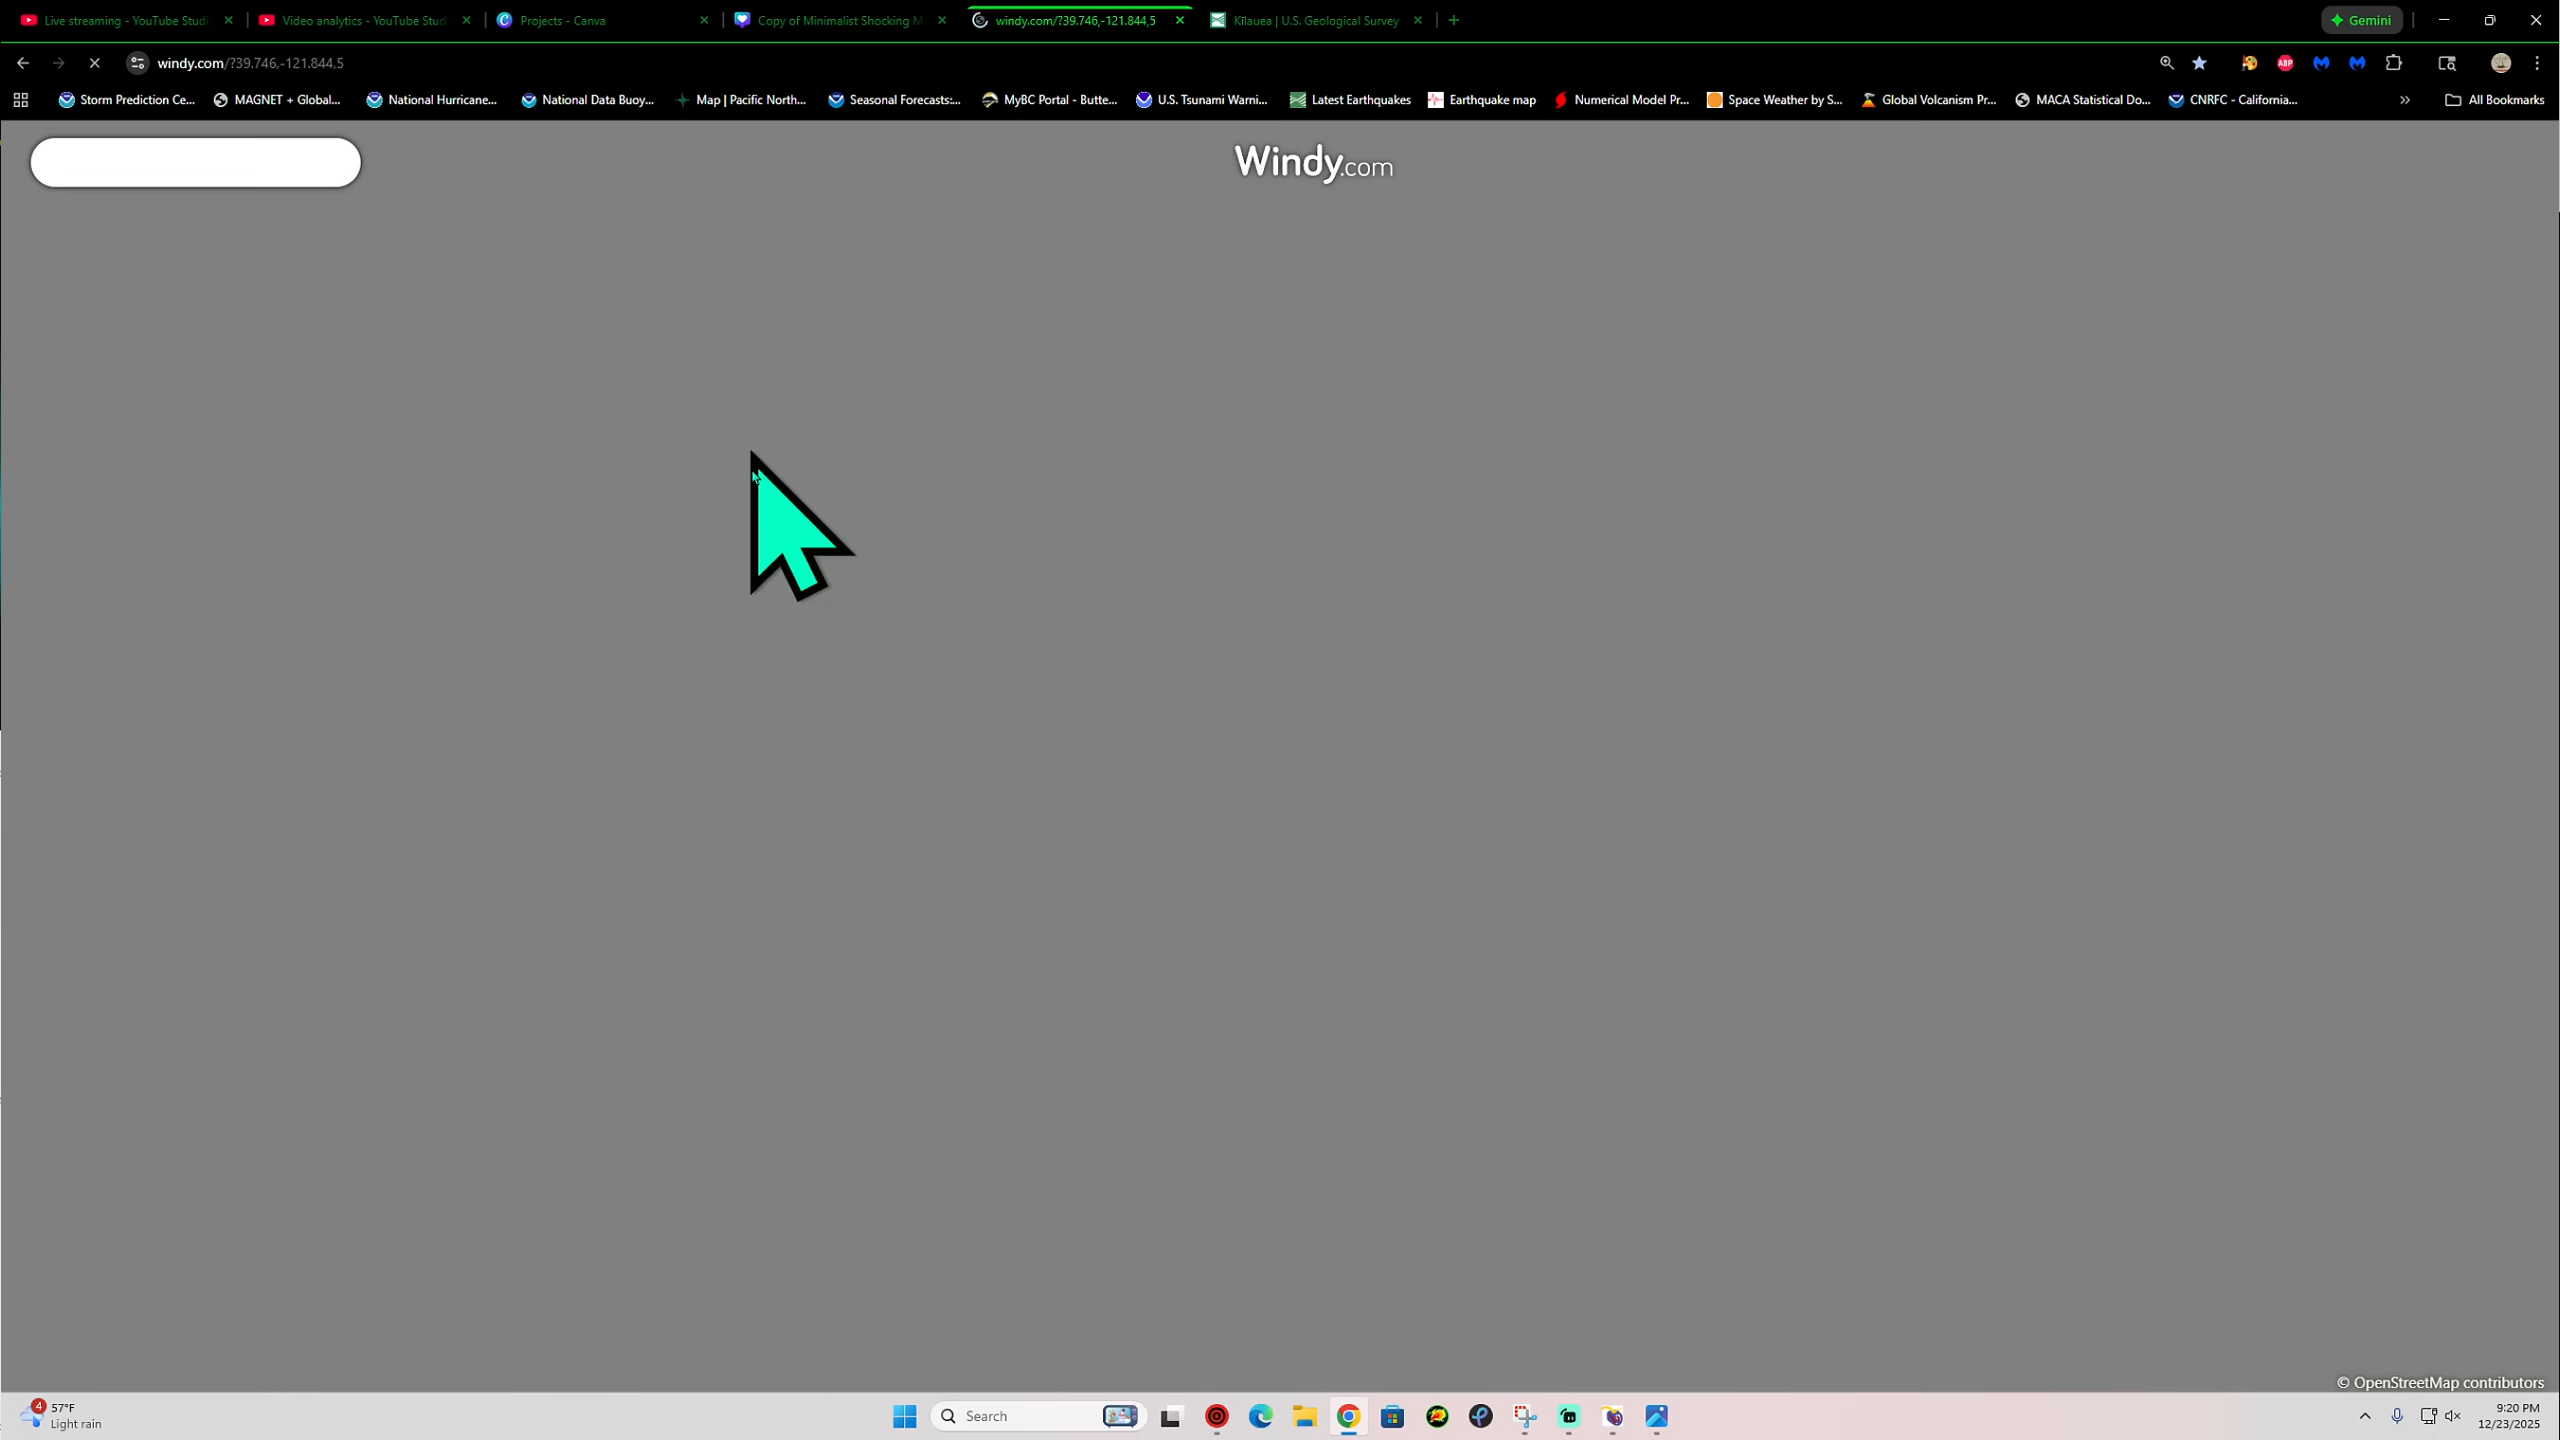 Live streaming - YouTube Studi
Video analytics - YouTube Stud
Projects - Canva
Copy of Minimalist Shocking M
windy.com/?39.746,-121.844,5
Kīlauea | U.S. Geological Survey
Gemini
windy.com/?39.746,-121.844,5
ABP
Storm Prediction Ce...
MAGNET + Global...
National Hurricane...
National Data Buoy...
Map | Pacific North...
Seasonal Forecasts:...
MyBC Portal - Butte...
U.S. Tsunami Warni...
Latest Earthquakes
Earthquake map
Numerical Model Pr...
Space Weather by S...
Global Volcanism Pr...
MACA Statistical Do...
CNRFC - California...
All Bookmarks
Windy.com
© OpenStreetMap contributors
4
57°F
Light rain
Search
9:20 PM
12/23/2025